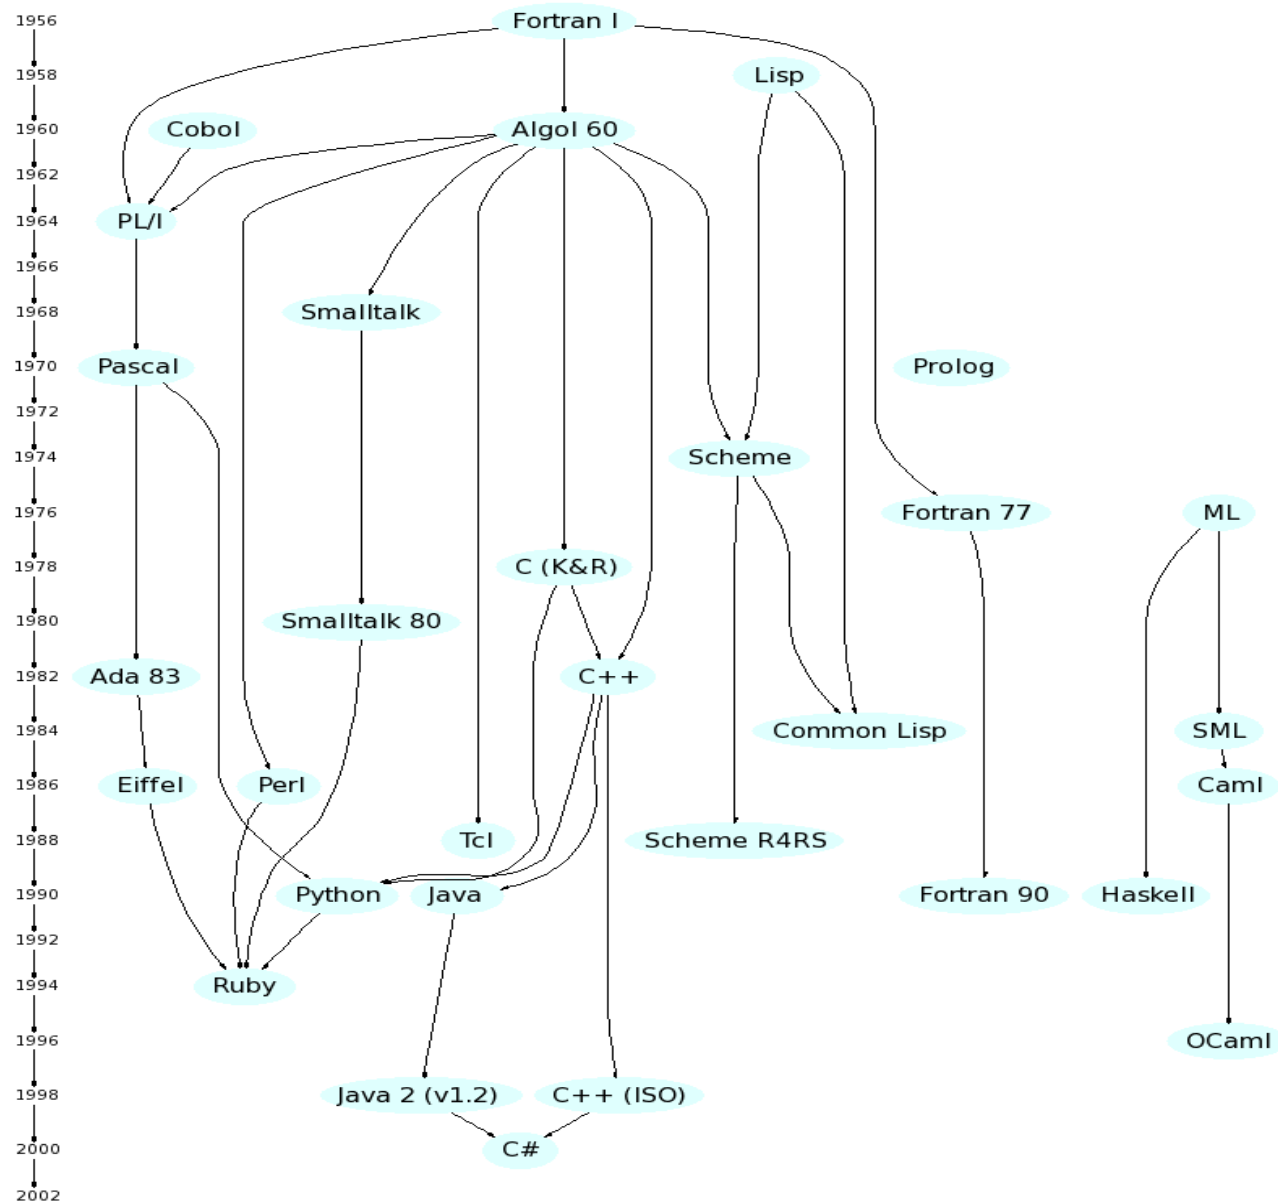 1956 Fortran I
1958 Lisp
1960 Cobol Algol 60
1962
1964 PL/I
1966
1968 Smalltalk
1970 Pascal Prolog
1972
1974 Scheme
1976 Fortran 77 ML
1978 C (K&R)
1980 Smalltalk 80
1982 Ada 83 C++
1984 Common Lisp SML
1986 Eiffel Perl Caml
1988 Tcl Scheme R4RS
1990 Python Java Fortran 90 Haskell
1992
1994 Ruby
1996 OCaml
1998 Java 2 (v1.2) C++ (ISO)
2000 C#
2002